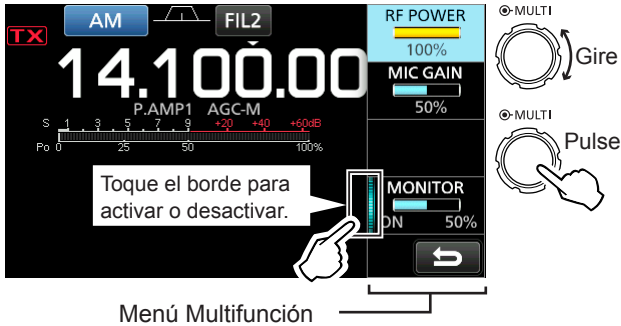 AM FIL2
TX
14.100.00
P.AMP1 AGC-M
S 1 3 5 7 9 +20 +40 +60dB
Po 0 25 50 100%
RF POWER
100%
MIC GAIN
50%
MONITOR
ON 50%
Toque el borde para
activar o desactivar.
Menú Multifunción
MULTI
Gire
MULTI
Pulse